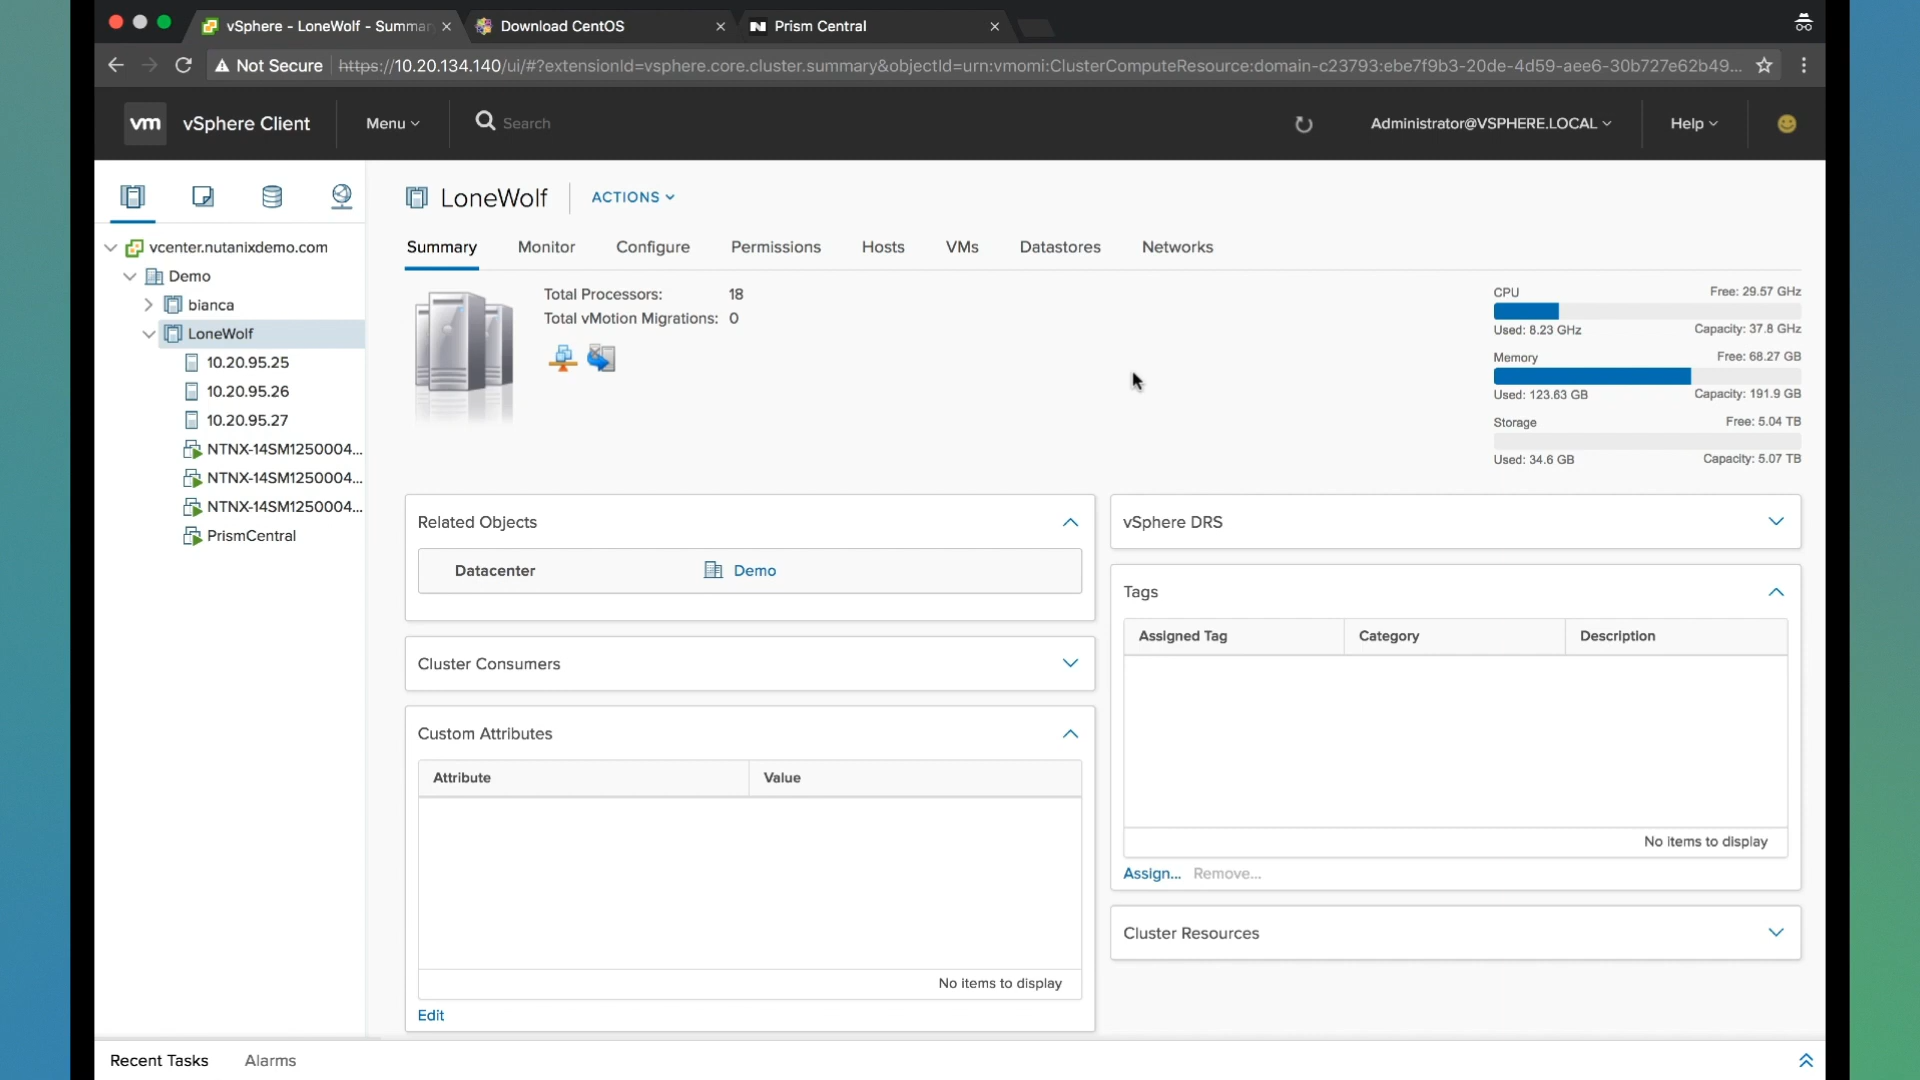 vSphere - LoneWolf - Summar
Download CentOS
Prism Central
Not Secure
https://10.20.134.140/ui/#?extensionId=vsphere.core.cluster.summary&objectId=urn:vmomi:ClusterComputeResource:domain-c23793:ebe7f9b3-20de-4d59-aee6-30b727e62b49...
vm
vSphere Client
Menu
Search
Administrator@VSPHERE.LOCAL
Help
vcenter.nutanixdemo.com
Demo
bianca
LoneWolf
10.20.95.25
10.20.95.26
10.20.95.27
NTNX-14SM1250004...
NTNX-14SM1250004...
NTNX-14SM1250004...
PrismCentral
LoneWolf
ACTIONS
Summary
Monitor
Configure
Permissions
Hosts
VMs
Datastores
Networks
Total Processors: 18
Total vMotion Migrations: 0
CPU
Free: 29.57 GHz
Used: 8.23 GHz
Capacity: 37.8 GHz
Memory
Free: 68.27 GB
Used: 123.63 GB
Capacity: 191.9 GB
Storage
Free: 5.04 TB
Used: 34.6 GB
Capacity: 5.07 TB
Related Objects
Datacenter
Demo
Cluster Consumers
Custom Attributes
Attribute
Value
No items to display
Edit
vSphere DRS
Tags
Assigned Tag
Category
Description
No items to display
Assign...
Remove...
Cluster Resources
Recent Tasks
Alarms